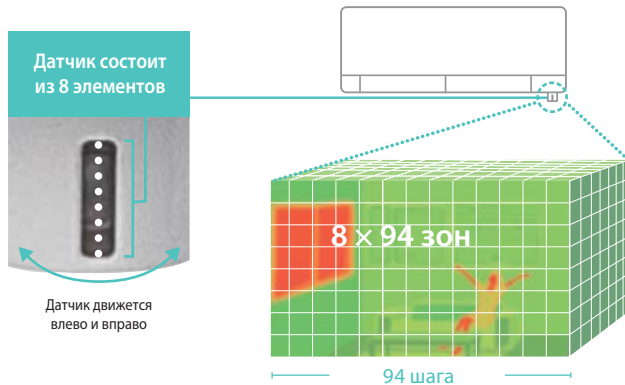 Датчик состоит
из 8 элементов
8 × 94 зон
Датчик движется
влево и вправо
94 шага